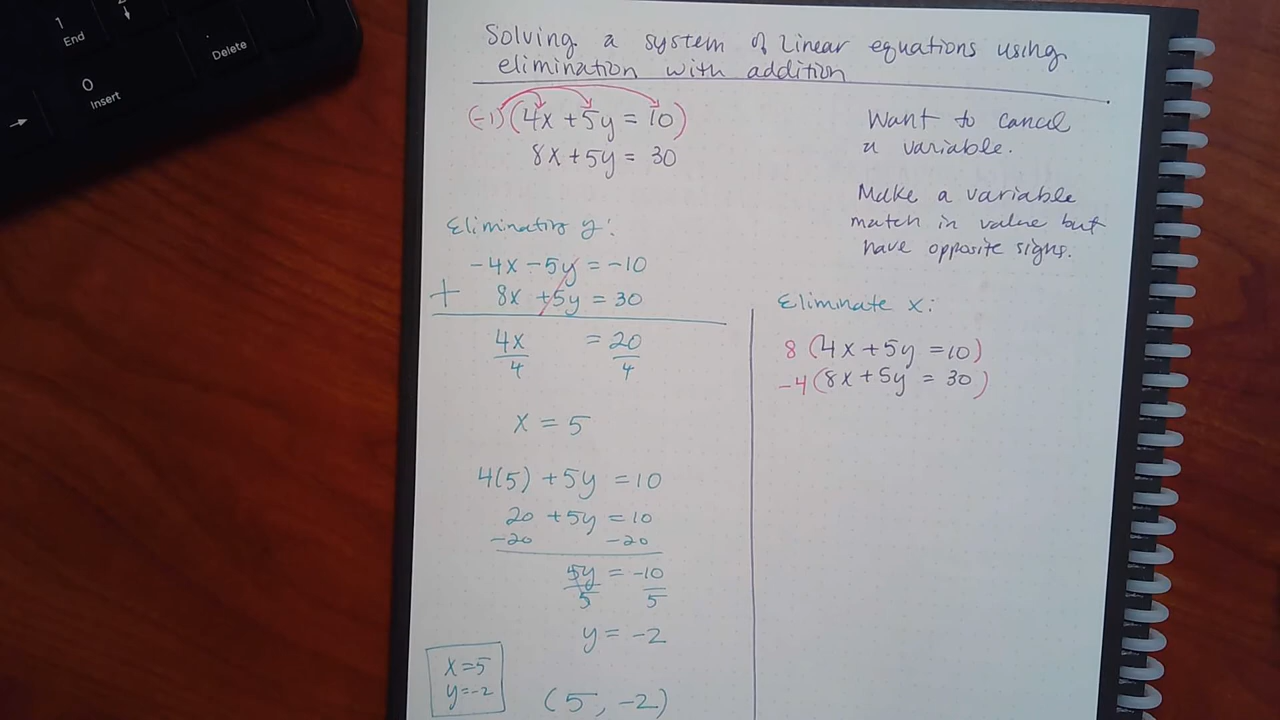 1
End
Delete
0
Insert
Solving a system of linear equations using
elimination with addition
(-1)(4x + 5y = 10)
8x + 5y = 30
Want to cancel
a variable.
Make a variable
match in value but
have opposite signs.
Eliminating y:
-4x - 5y = -10
+ 8x + 5y = 30
4x = 20
4 4
x = 5
4(5) + 5y = 10
20 + 5y = 10
-20 -20
5y = -10
5 5
y = -2
x = 5
y = -2
(5, -2)
Eliminate x:
8 (4x + 5y = 10)
-4 (8x + 5y = 30)